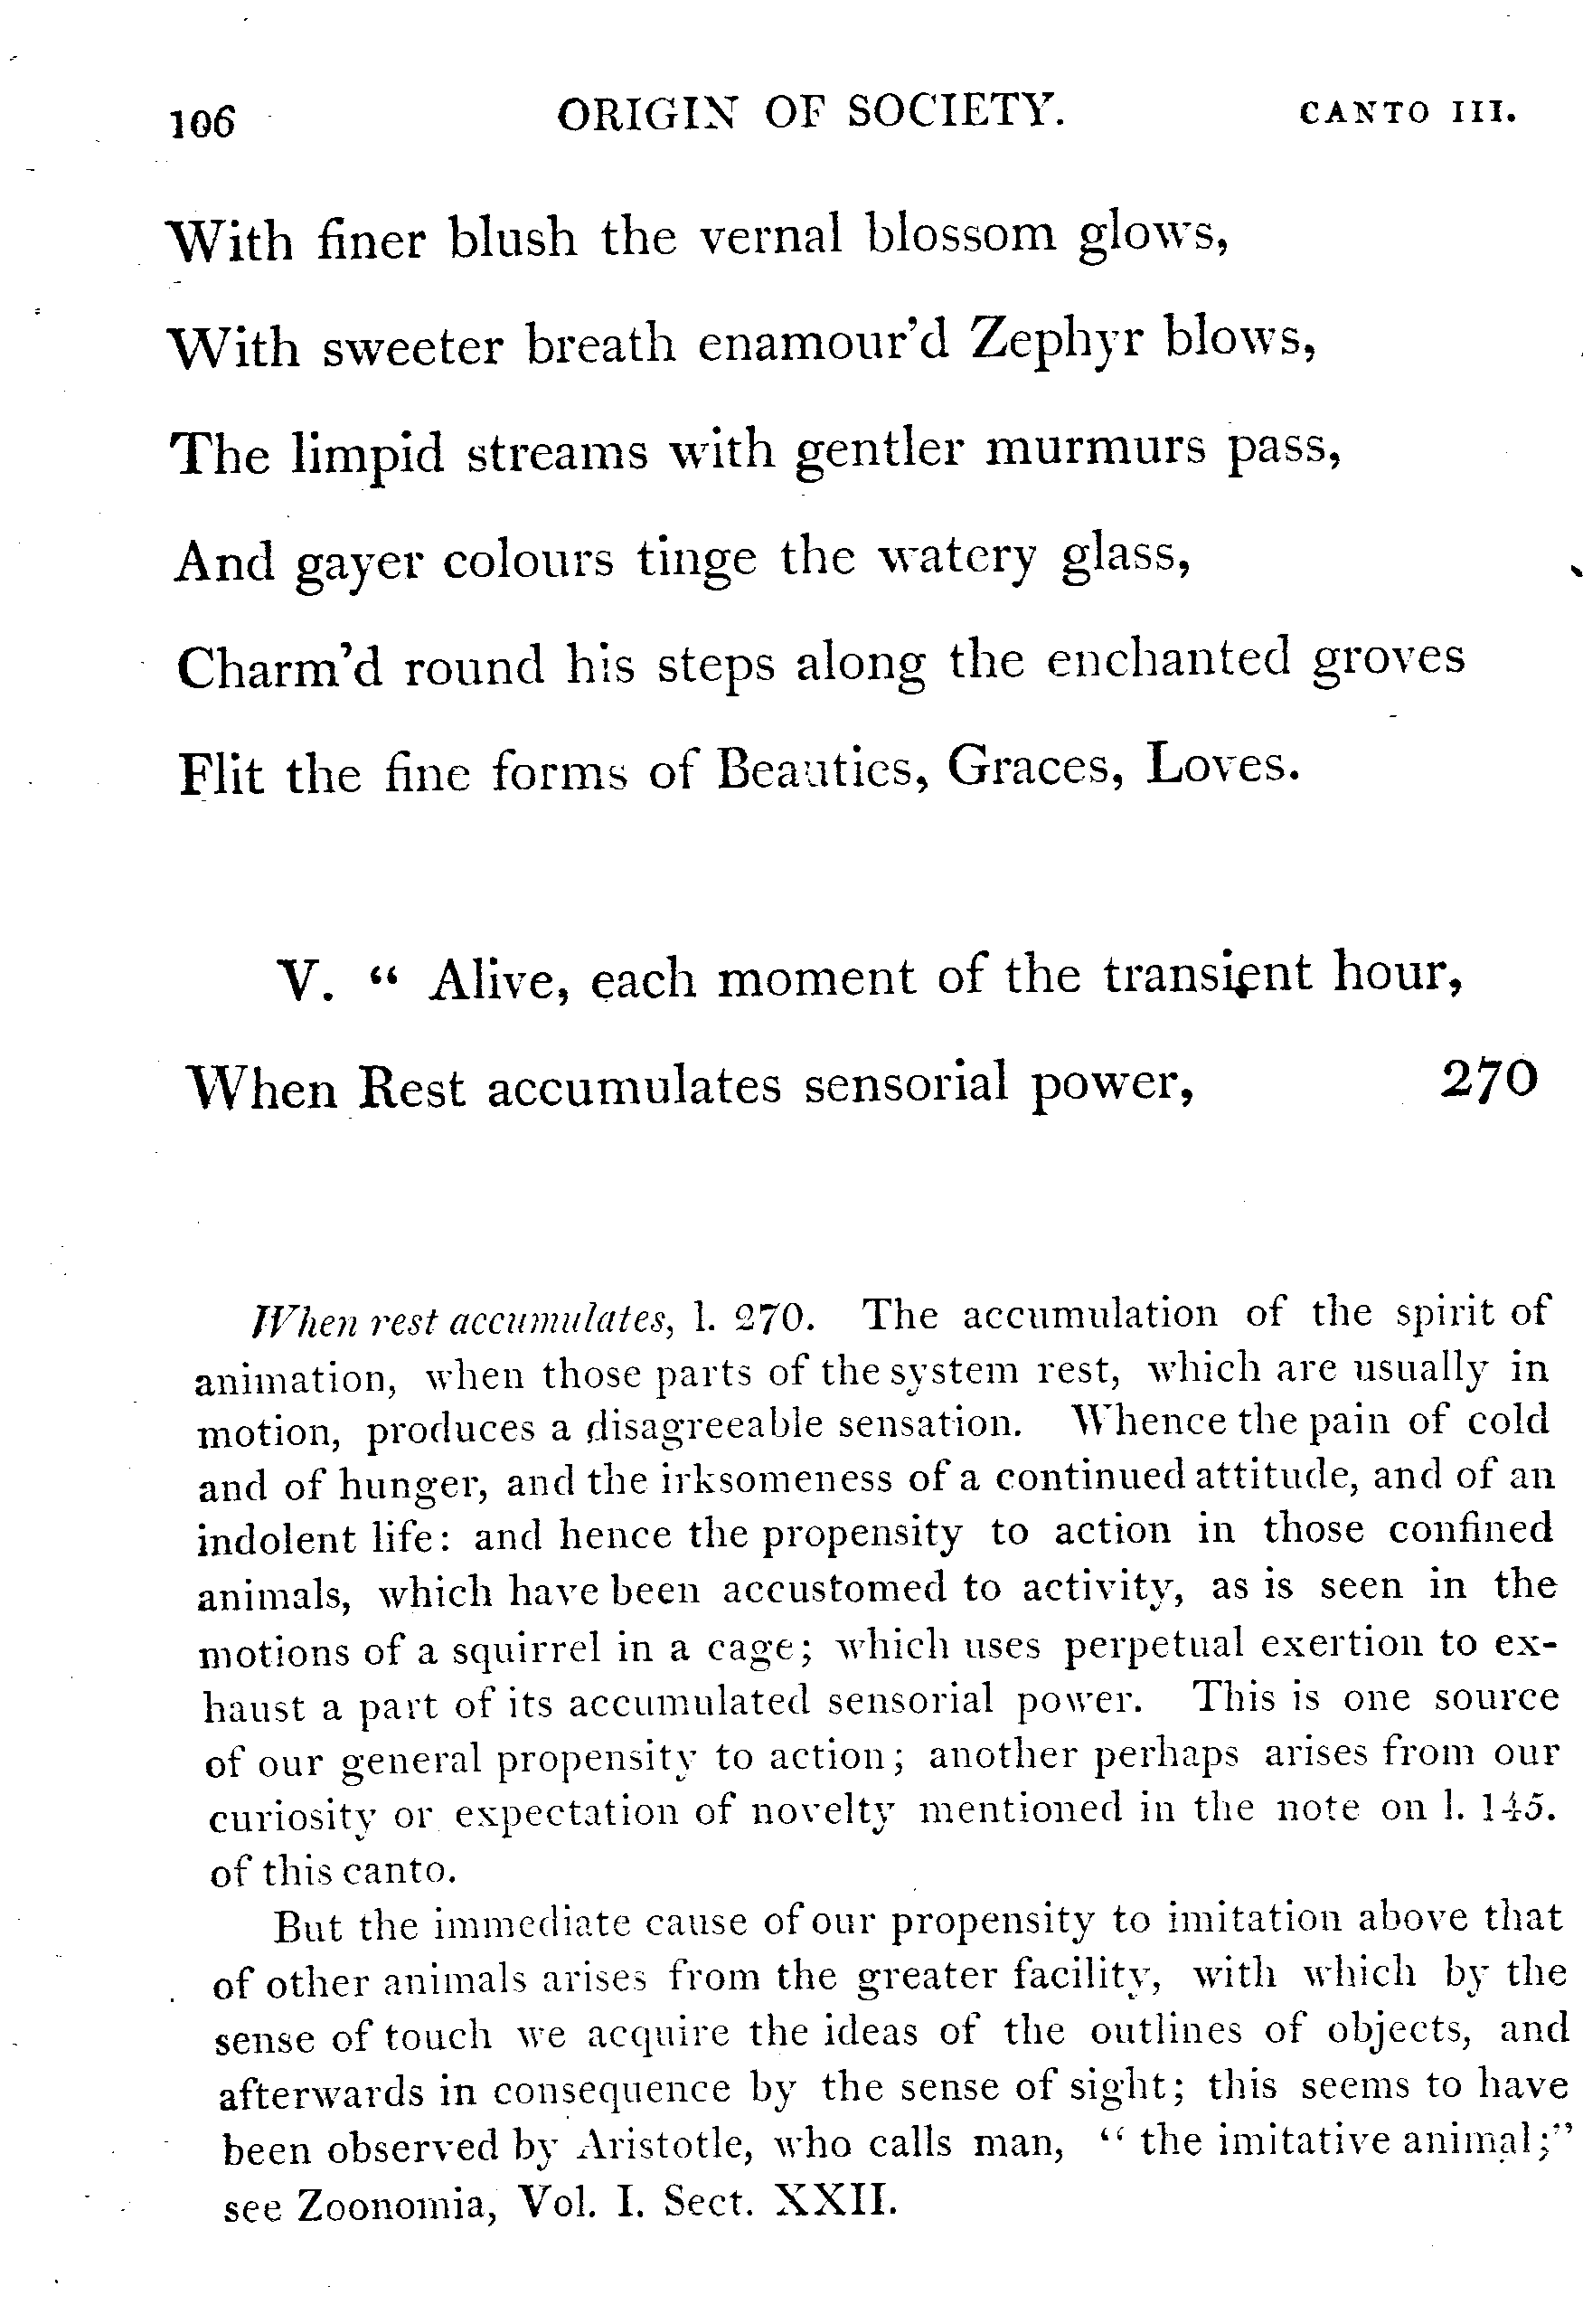 106 ORIGIN OF SOCIETY. CANTO III.
With finer blush the vernal blossom glows,
With sweeter breath enamour'd Zephyr blows,
The limpid streams with gentler murmurs pass,
And gayer colours tinge the watery glass,
Charm'd round his steps along the enchanted groves
Flit the fine forms of Beauties, Graces, Loves.
V. “ Alive, each moment of the transient hour,
When Rest accumulates sensorial power, 270
When rest accumulates, l. 270. The accumulation of the spirit of
animation, when those parts of the system rest, which are usually in
motion, produces a disagreeable sensation. Whence the pain of cold
and of hunger, and the irksomeness of a continued attitude, and of an
indolent life: and hence the propensity to action in those confined
animals, which have been accustomed to activity, as is seen in the
motions of a squirrel in a cage; which uses perpetual exertion to ex-
haust a part of its accumulated sensorial power. This is one source
of our general propensity to action; another perhaps arises from our
curiosity or expectation of novelty mentioned in the note on l. 145.
of this canto.
But the immediate cause of our propensity to imitation above that
of other animals arises from the greater facility, with which by the
sense of touch we acquire the ideas of the outlines of objects, and
afterwards in consequence by the sense of sight; this seems to have
been observed by Aristotle, who calls man, “ the imitative animal;”
see Zoonomia, Vol. I. Sect. XXII.